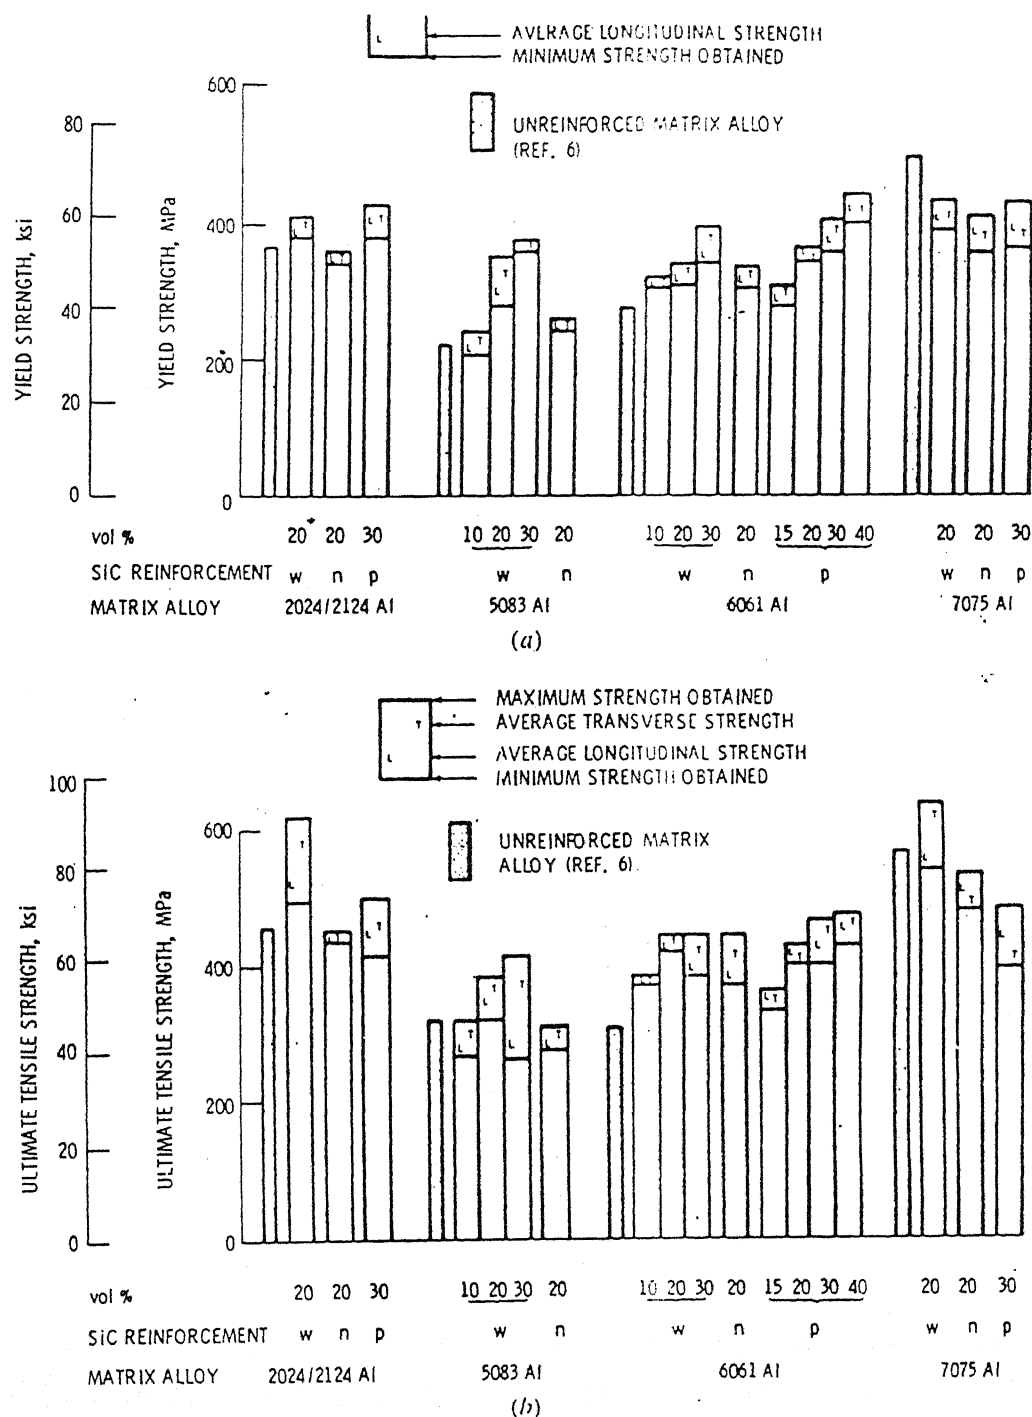 AVERAGE LONGITUDINAL STRENGTH
MINIMUM STRENGTH OBTAINED
UNREINFORCED MATRIX ALLOY
(REF. 6)
YIELD STRENGTH, ksi
80
60
40
20
0
YIELD STRENGTH, MPa
600
400
200
0
vol % 20 20 30 10 20 30 20 10 20 30 20 15 20 30 40 20 20 30
SiC REINFORCEMENT w n p w n w n p w n p
MATRIX ALLOY 2024/2124 Al 5083 Al 6061 Al 7075 Al
(a)
MAXIMUM STRENGTH OBTAINED
AVERAGE TRANSVERSE STRENGTH
AVERAGE LONGITUDINAL STRENGTH
MINIMUM STRENGTH OBTAINED
T
L
UNREINFORCED MATRIX
ALLOY (REF. 6)
ULTIMATE TENSILE STRENGTH, ksi
100
80
60
40
20
0
ULTIMATE TENSILE STRENGTH, MPa
600
400
200
0
vol % 20 20 30 10 20 30 20 10 20 30 20 15 20 30 40 20 20 30
SiC REINFORCEMENT w n p w n w n p w n p
MATRIX ALLOY 2024/2124 Al 5083 Al 6061 Al 7075 Al
(b)